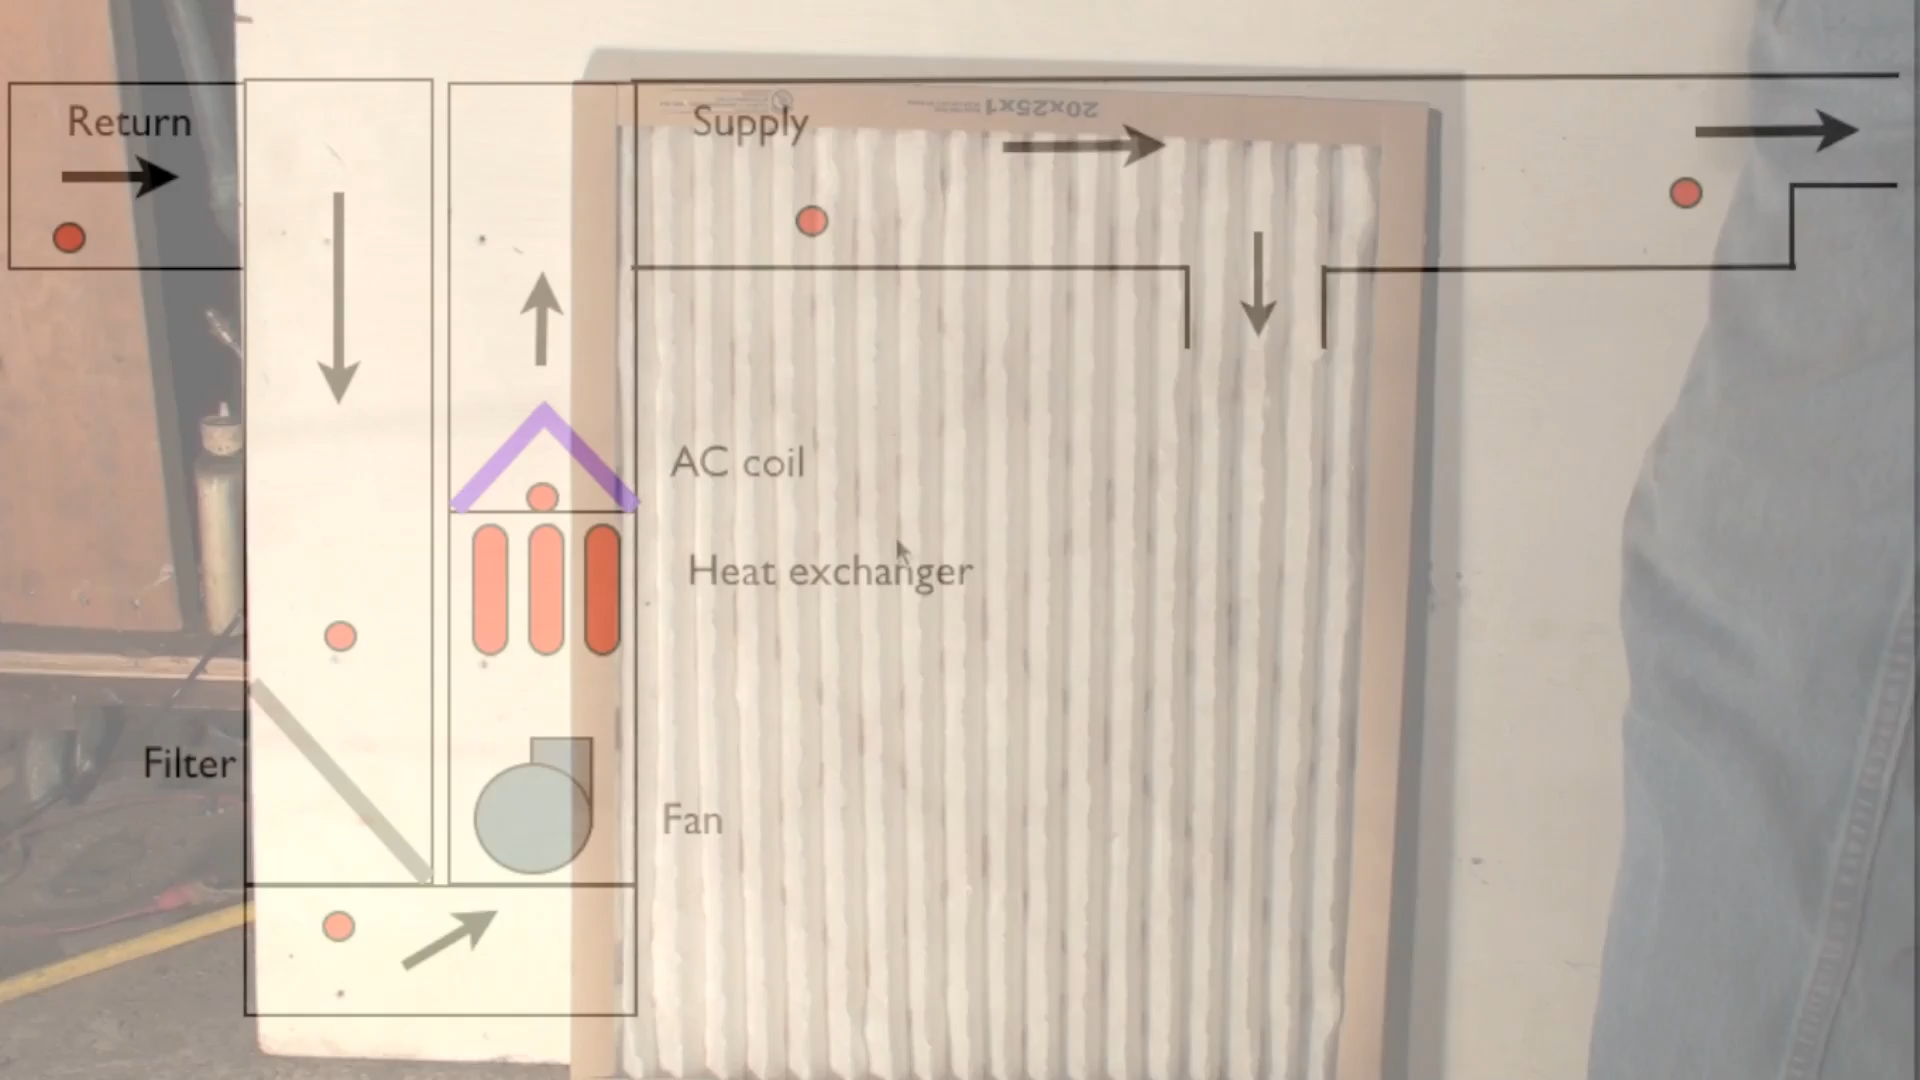 Return
Supply
20x25x1
AC coil
Heat exchanger
Filter
Fan